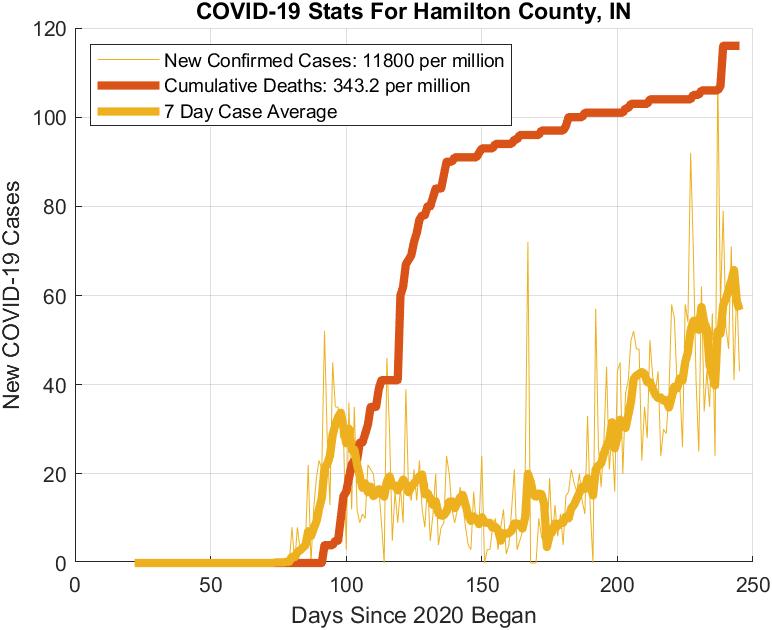 COVID-19 Stats For Hamilton County, IN
New Confirmed Cases: 11800 per million
Cumulative Deaths: 343.2 per million
7 Day Case Average
120
100
80
60
40
20
0
New COVID-19 Cases
0 50 100 150 200 250
Days Since 2020 Began